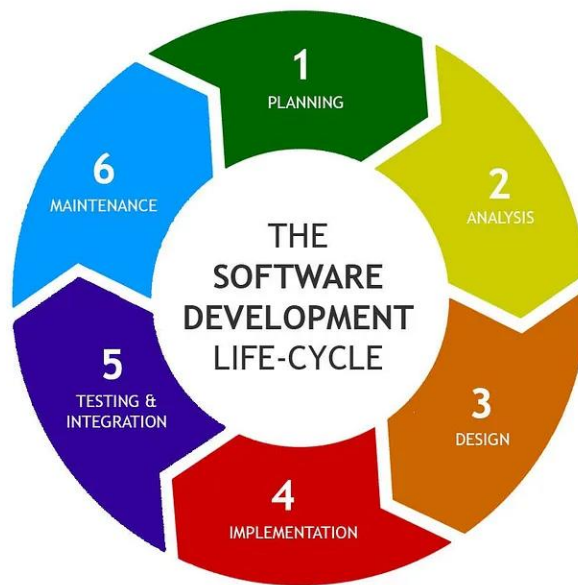 THE
SOFTWARE
DEVELOPMENT
LIFE-CYCLE
1
PLANNING
2
ANALYSIS
3
DESIGN
4
IMPLEMENTATION
5
TESTING &
INTEGRATION
6
MAINTENANCE